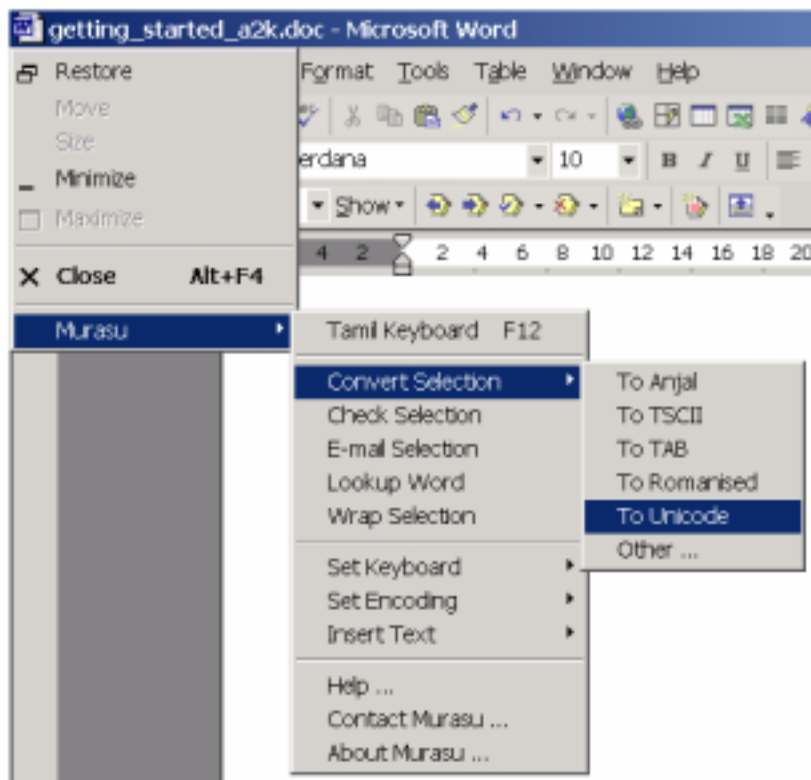 getting_started_a2k.doc - Microsoft Word
Restore
Move
Size
Minimize
Maximize
Close Alt+F4
Murasu
Format Tools Table Window Help
erdana 10 B I U
Show
4 2 2 4 6 8 10 12 14 16 18 20
Tamil Keyboard F12
Convert Selection
Check Selection
E-mail Selection
Lookup Word
Wrap Selection
Set Keyboard
Set Encoding
Insert Text
Help ...
Contact Murasu ...
About Murasu ...
To Anjal
To TSCII
To TAB
To Romanised
To Unicode
Other ...